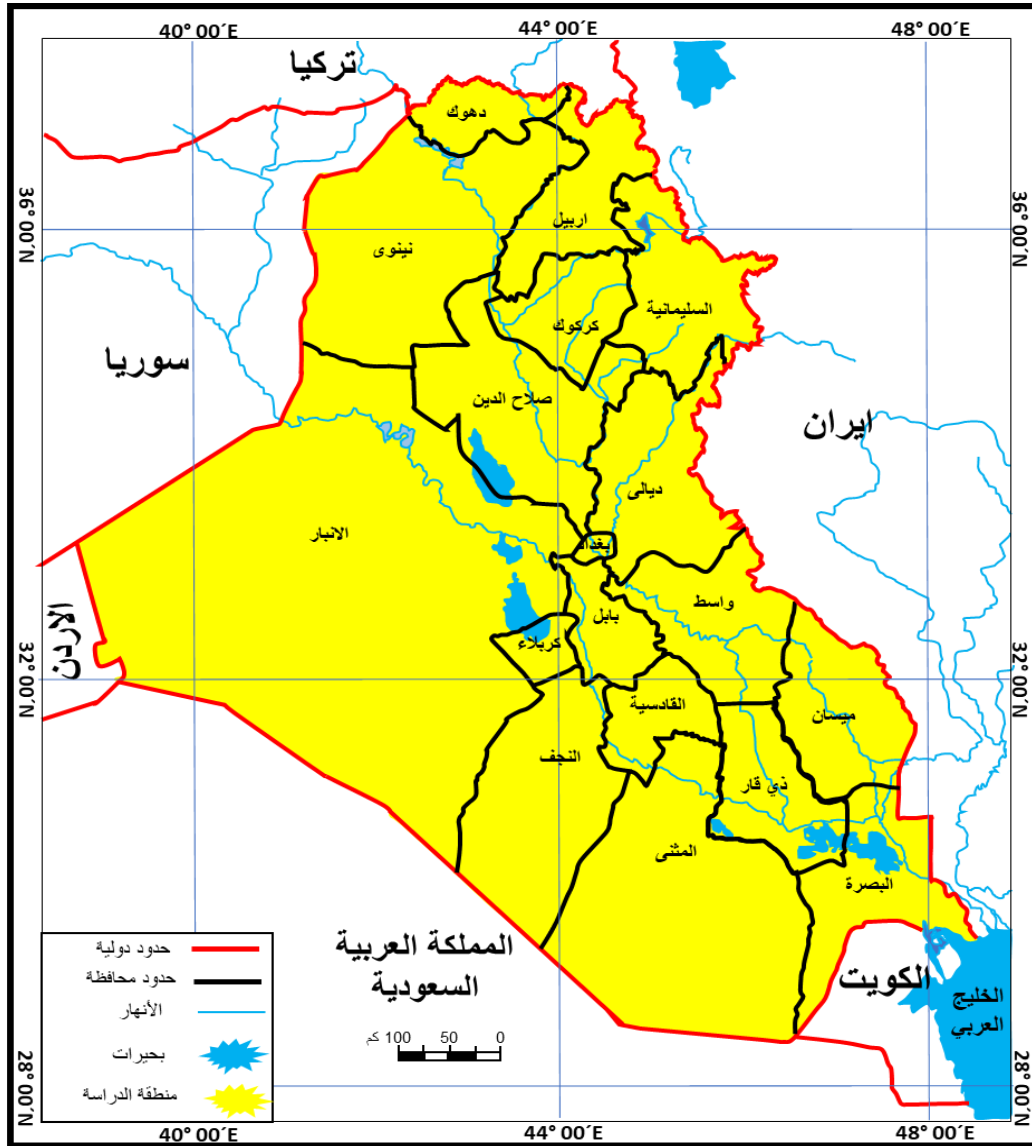 40° 00´E
44° 00´E
48° 00´E
تركيا
دهوك
اربيل
نينوى
36° 00´N
36° 00´N
السليمانية
كركوك
سوريا
صلاح الدين
ايران
ديالى
الانبار
بغداد
واسط
بابل
كربلاء
الاردن
32° 00´N
32° 00´N
القادسية
ميسان
النجف
ذي قار
المثنى
البصرة
المملكة العربية
السعودية
الكويت
الخليج
العربي
حدود دولية
حدود محافظة
الأنهار
بحيرات
منطقة الدراسة
100 50 0 كم
28° 00´N
28° 00´N
40° 00´E
44° 00´E
48° 00´E